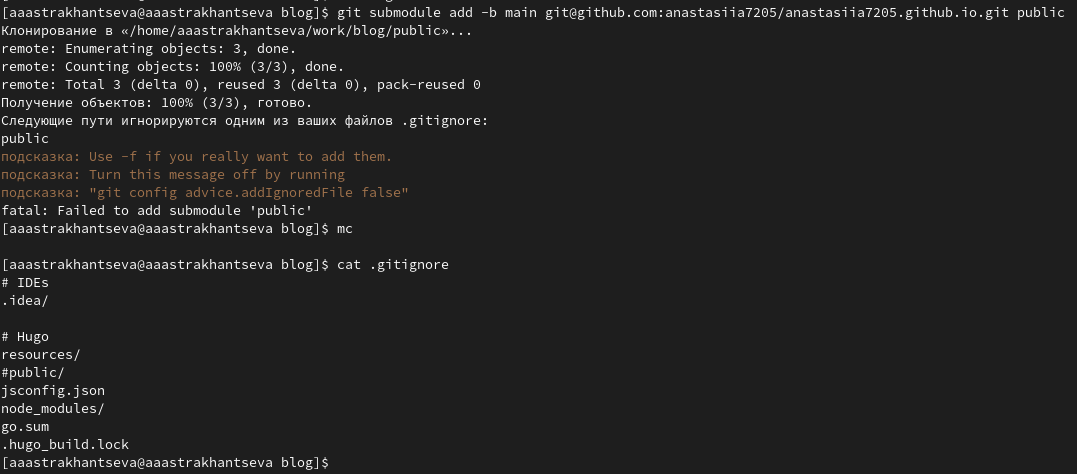 [aaastrakhantseva@aaastrakhantseva blog]$ git submodule add -b main git@github.com:anastasiia7205/anastasiia7205.github.io.git public
Клонирование в «/home/aaastrakhantseva/work/blog/public»...
remote: Enumerating objects: 3, done.
remote: Counting objects: 100% (3/3), done.
remote: Total 3 (delta 0), reused 3 (delta 0), pack-reused 0
Получение объектов: 100% (3/3), готово.
Следующие пути игнорируются одним из ваших файлов .gitignore:
public
подсказка: Use -f if you really want to add them.
подсказка: Turn this message off by running
подсказка: "git config advice.addIgnoredFile false"
fatal: Failed to add submodule 'public'
[aaastrakhantseva@aaastrakhantseva blog]$ mc
[aaastrakhantseva@aaastrakhantseva blog]$ cat .gitignore
# IDEs
.idea/
# Hugo
resources/
#public/
jsconfig.json
node_modules/
go.sum
.hugo_build.lock
[aaastrakhantseva@aaastrakhantseva blog]$